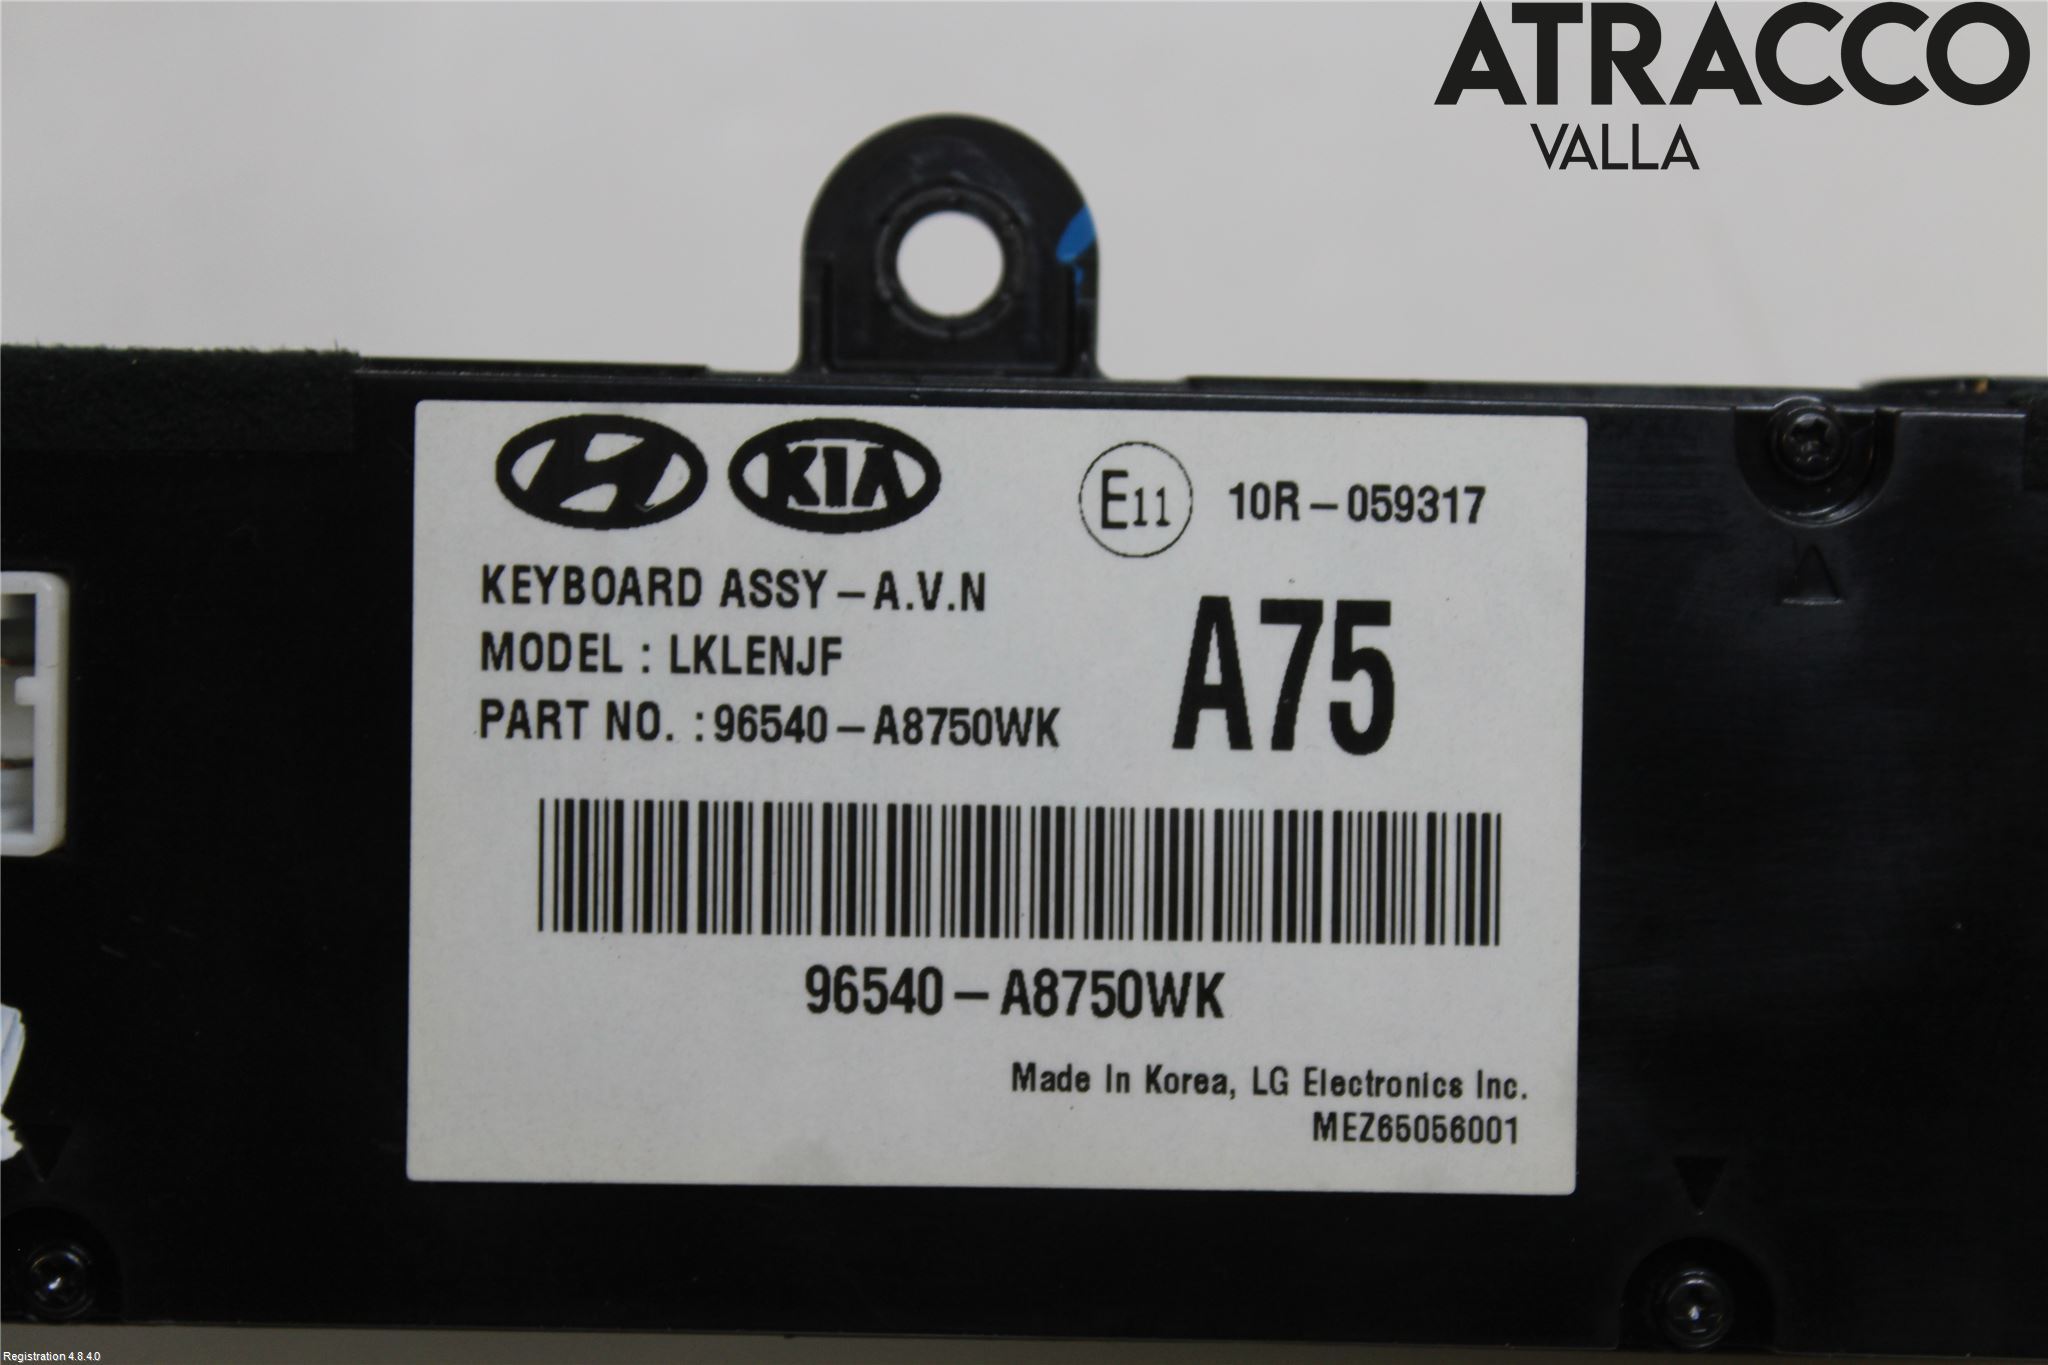 ATRACCO
VALLA
KIA
E11 10R-059317
KEYBOARD ASSY-A.V.N
MODEL : LKLENJF
PART NO. :96540-A8750WK
A75
96540-A8750WK
Made In Korea, LG Electronics Inc.
MEZ65056001
Registration 4.8.4.0